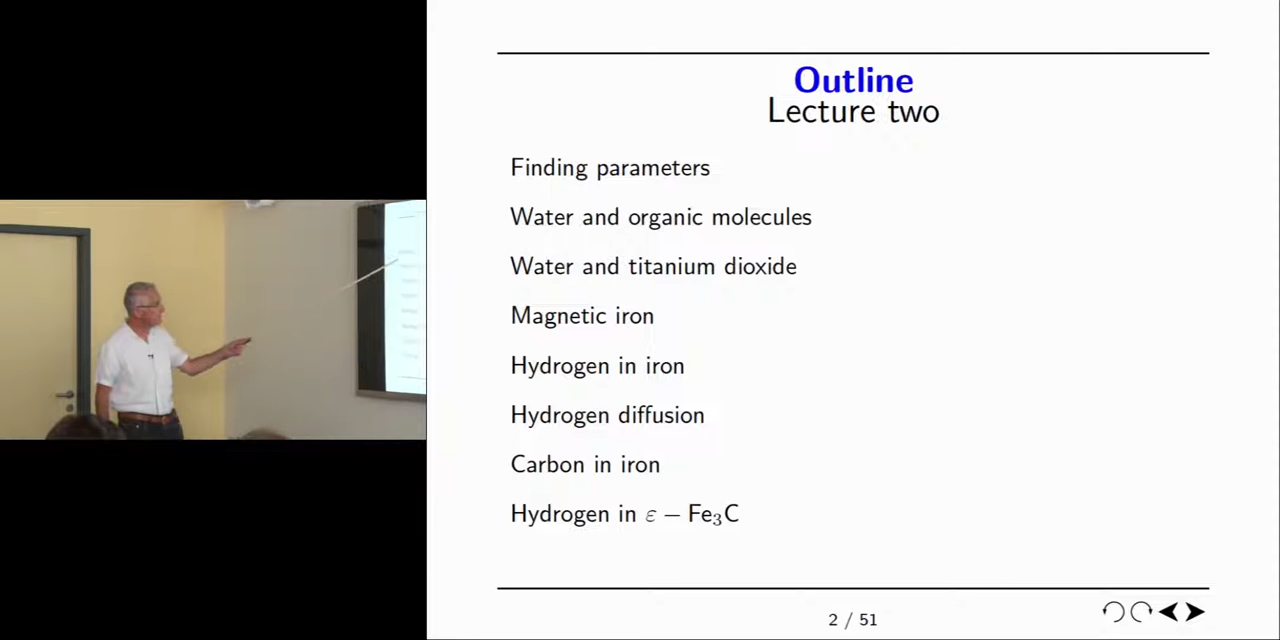 Outline
Lecture two
Finding parameters
Water and organic molecules
Water and titanium dioxide
Magnetic iron
Hydrogen in iron
Hydrogen diffusion
Carbon in iron
Hydrogen in ε − Fe₃C
2 / 51